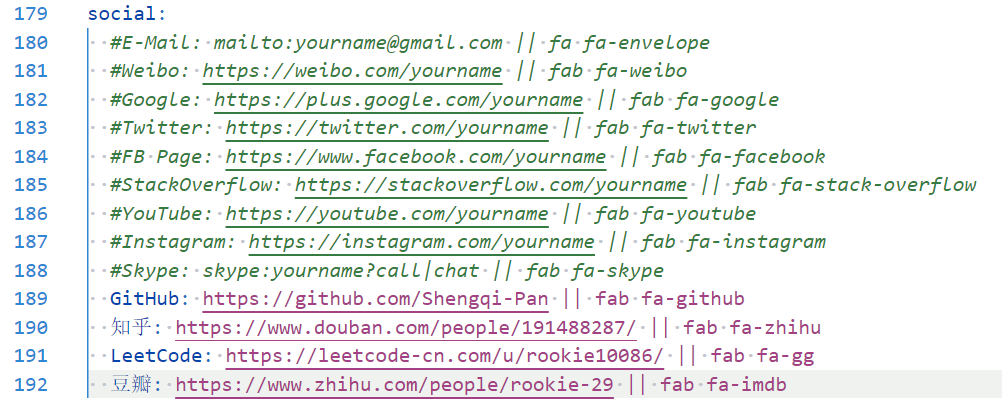 179 social:
180 #E-Mail: mailto:yourname@gmail.com || fa fa-envelope
181 #Weibo: https://weibo.com/yourname || fab fa-weibo
182 #Google: https://plus.google.com/yourname || fab fa-google
183 #Twitter: https://twitter.com/yourname || fab fa-twitter
184 #FB Page: https://www.facebook.com/yourname || fab fa-facebook
185 #StackOverflow: https://stackoverflow.com/yourname || fab fa-stack-overflow
186 #YouTube: https://youtube.com/yourname || fab fa-youtube
187 #Instagram: https://instagram.com/yourname || fab fa-instagram
188 #Skype: skype:yourname?call|chat || fab fa-skype
189 GitHub: https://github.com/Shengqi-Pan || fab fa-github
190 知乎: https://www.douban.com/people/191488287/ || fab fa-zhihu
191 LeetCode: https://leetcode-cn.com/u/rookie10086/ || fab fa-gg
192 豆瓣: https://www.zhihu.com/people/rookie-29 || fab fa-imdb